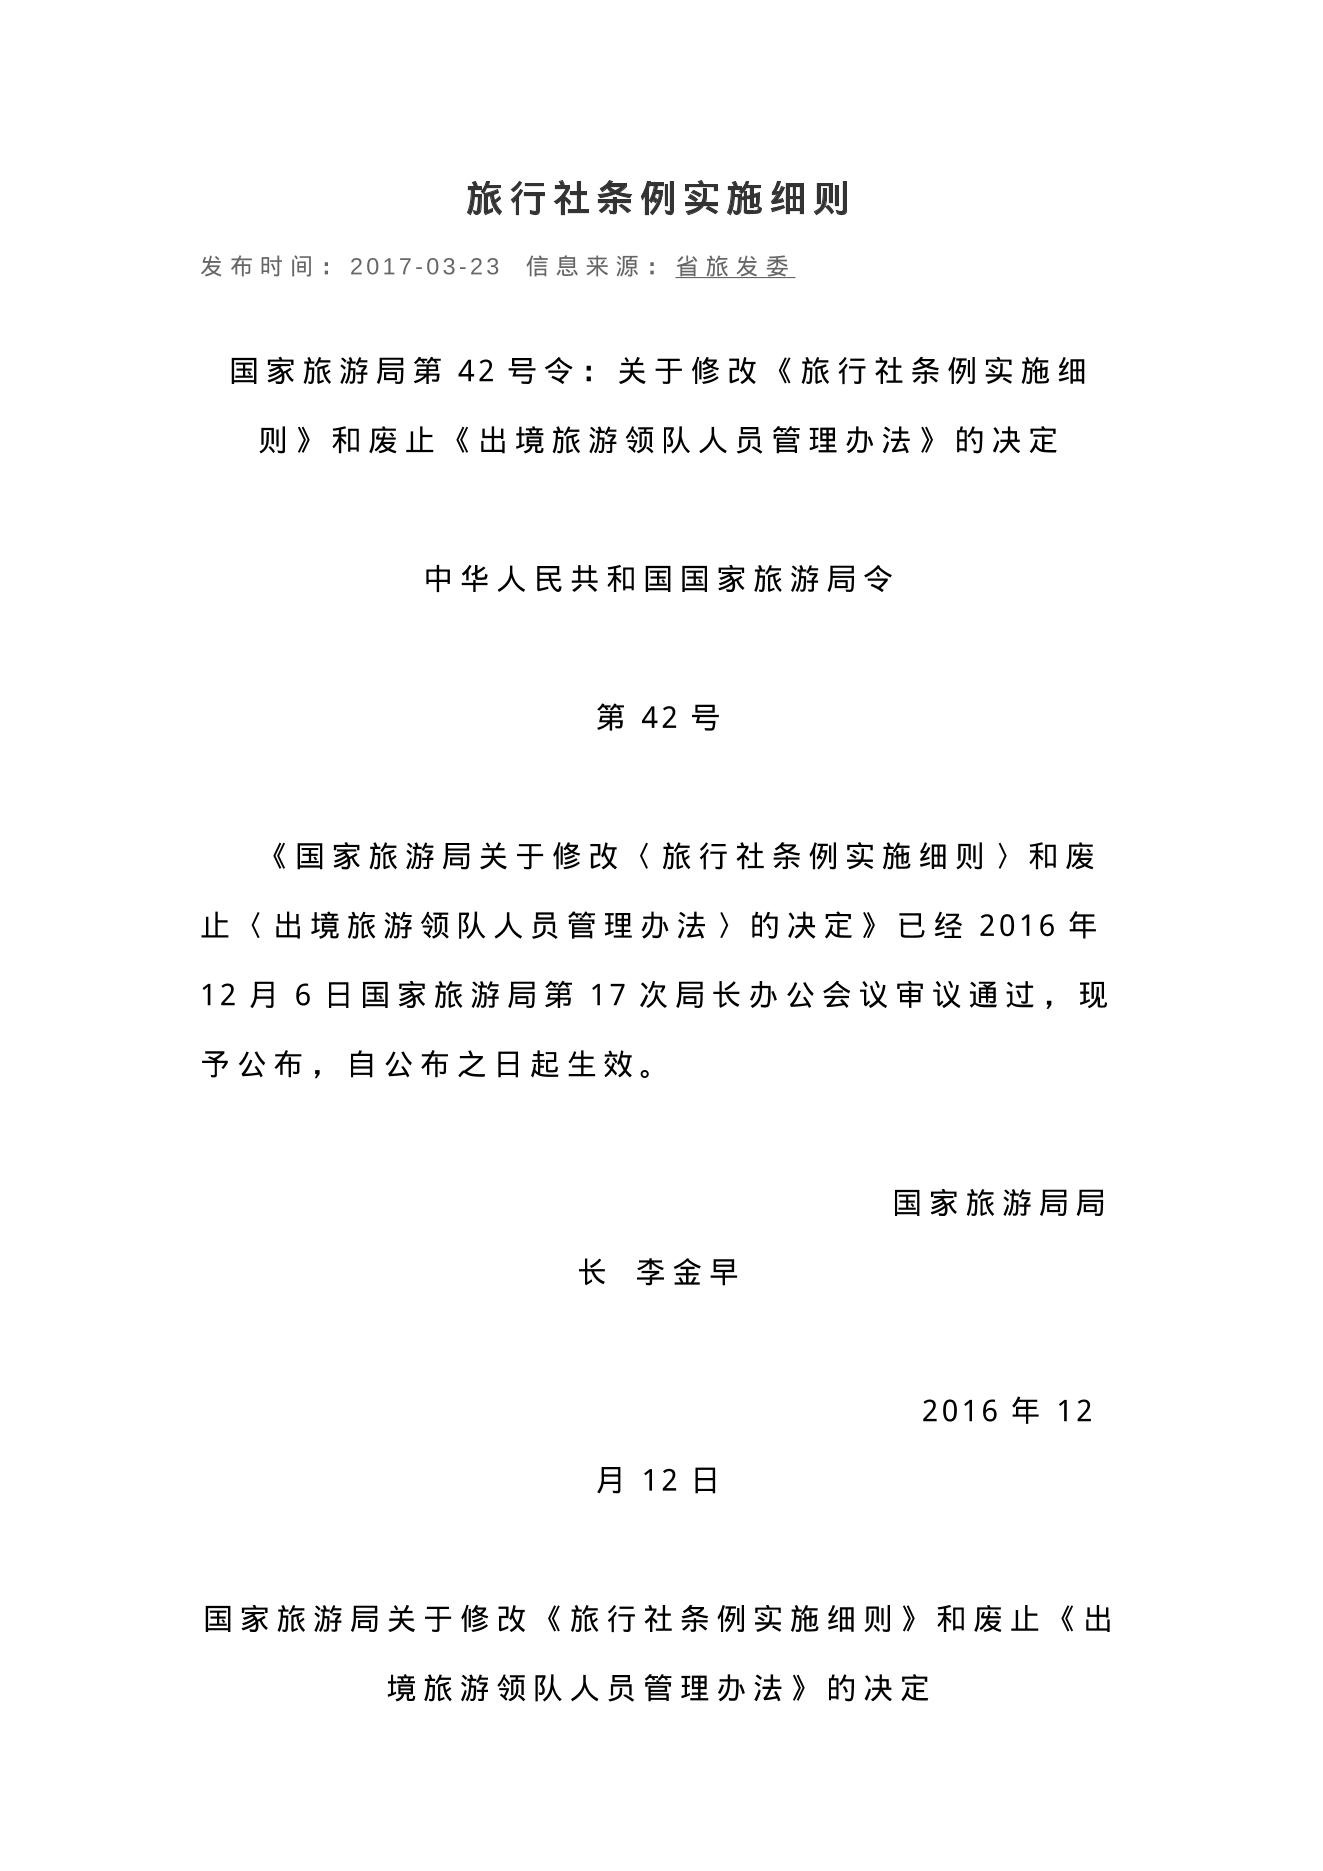 旅行社条例实施细则
发布时间：2017-03-23 信息来源：省旅发委
国家旅游局第 42 号令：关于修改《旅行社条例实施细
则》和废止《出境旅游领队人员管理办法》的决定
中华人民共和国国家旅游局令
第 42 号
《国家旅游局关于修改〈旅行社条例实施细则〉和废
止〈出境旅游领队人员管理办法〉的决定》已经 2016 年
12 月 6 日国家旅游局第 17 次局长办公会议审议通过，现
予公布，自公布之日起生效。
国家旅游局局
长 李金早
2016 年 12
月 12 日
国家旅游局关于修改《旅行社条例实施细则》和废止《出
境旅游领队人员管理办法》的决定